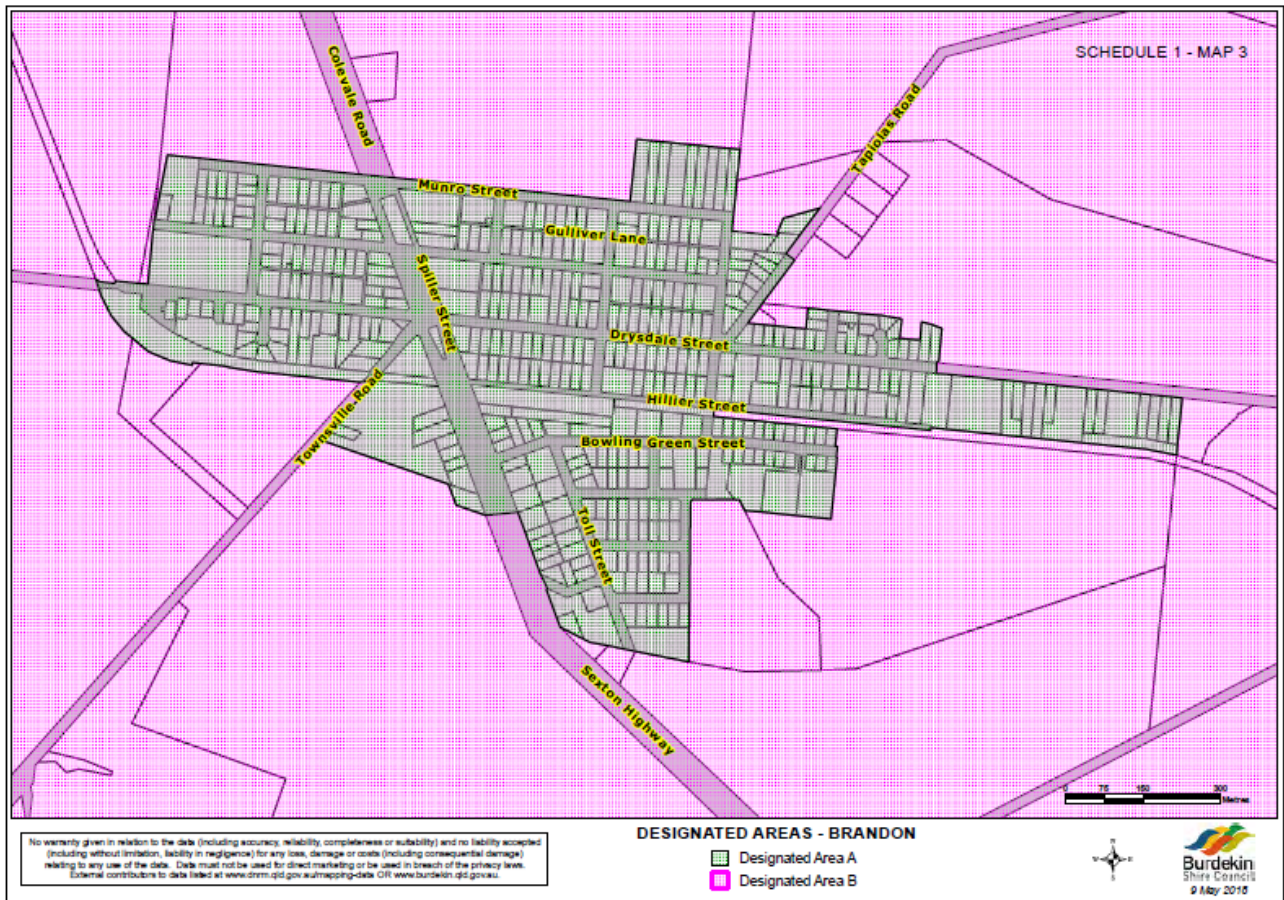 SCHEDULE 1 - MAP 3
Colevale Road
Tapiolas Road
Munro Street
Gulliver Lane
Spiller Street
Drysdale Street
Townsville Road
Hillier Street
Bowling Green Street
Toll Street
Sexton Highway
0 75 150 300
Metres
No warranty given in relation to the data (including accuracy, reliability, completeness or suitability) and no liability accepted
(including without limitation, liability in negligence) for any loss, damage or costs (including consequential damage)
relating to any use of the data. Data must not be used for direct marketing or be used in breach of the privacy laws.
External contributors to data listed at www.dnrm.qld.gov.au/mapping-data OR www.burdekin.qld.gov.au.
DESIGNATED AREAS - BRANDON
Designated Area A
Designated Area B
N
W E
S
Burdekin
Shire Council
9 May 2016